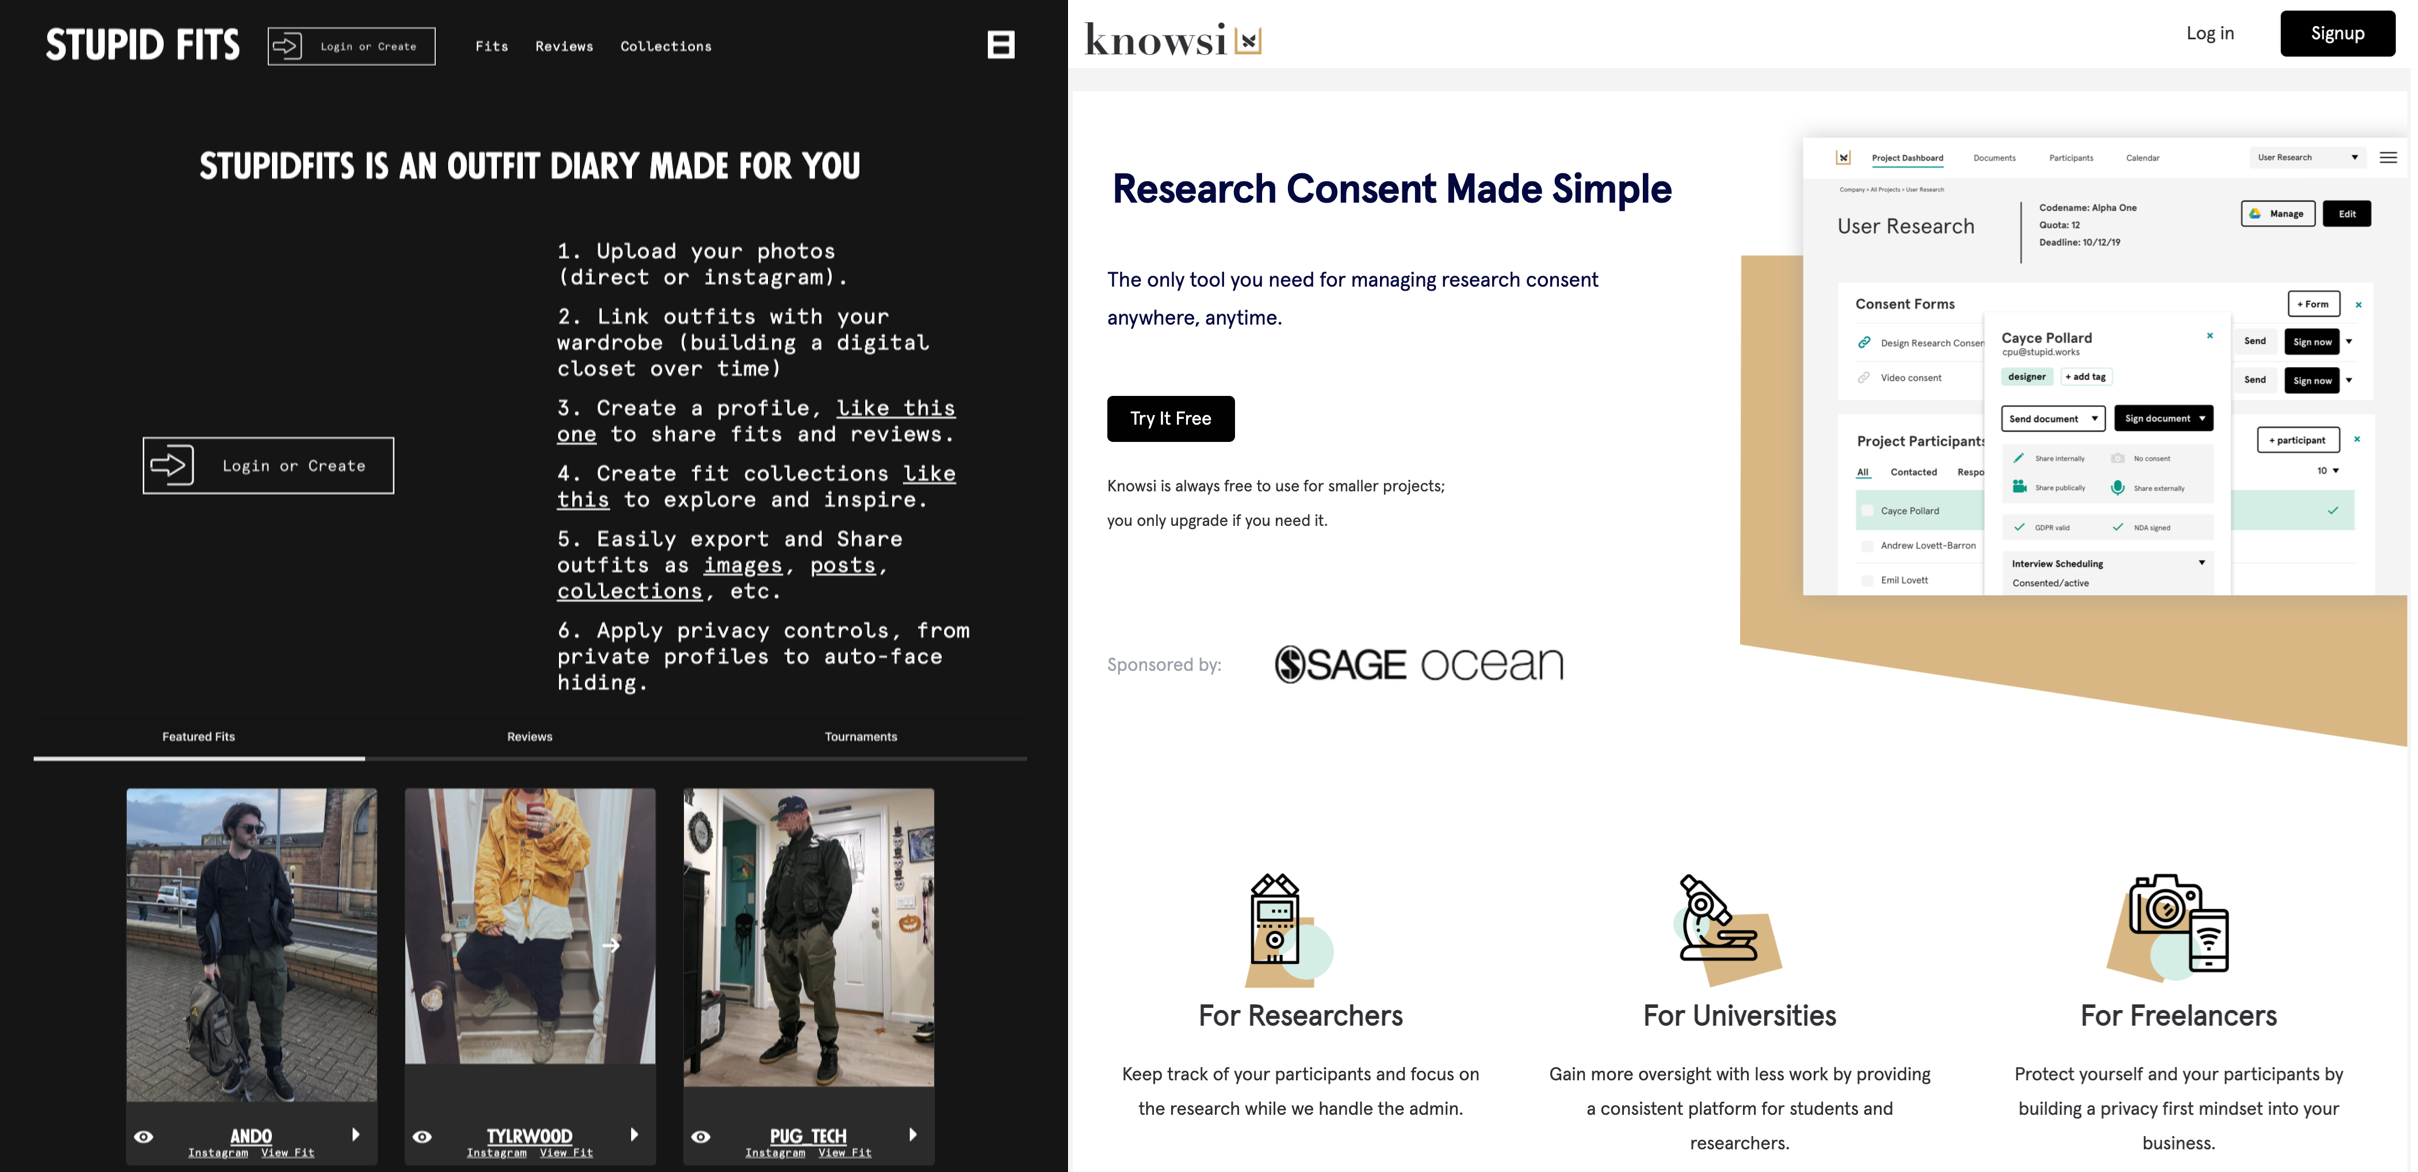 STUPID FITS
Login or Create
Fits
Reviews
Collections
STUPIDFITS IS AN OUTFIT DIARY MADE FOR YOU
Login or Create
1. Upload your photos
(direct or instagram).
2. Link outfits with your
wardrobe (building a digital
closet over time)
3. Create a profile, like this
one to share fits and reviews.
4. Create fit collections like
this to explore and inspire.
5. Easily export and Share
outfits as images, posts,
collections, etc.
6. Apply privacy controls, from
private profiles to auto-face
hiding.
Featured Fits
Reviews
Tournaments
ANDO
Instagram View Fit
TYLRWOOD
Instagram View Fit
PUG_TECH
Instagram View Fit
knowsi
Log in
Signup
Research Consent Made Simple
The only tool you need for managing research consent
anywhere, anytime.
Try It Free
Knowsi is always free to use for smaller projects;
you only upgrade if you need it.
Sponsored by:
SAGE ocean
Project Dashboard
Documents
Participants
Calendar
User Research
Company > All Projects > User Research
User Research
Codename: Alpha One
Quota: 12
Deadline: 10/12/19
Manage
Edit
Consent Forms
+ Form
Design Research Consen
Send
Sign now
Video consent
Send
Sign now
Project Participants
+ participant
All
Contacted
Respo
10
Cayce Pollard
Andrew Lovett-Barron
Emil Lovett
Cayce Pollard
cpu@stupid.works
designer
+ add tag
Send document
Sign document
Share internally
No consent
Share publically
Share externally
GDPR valid
NDA signed
Interview Scheduling
Consented/active
For Researchers
Keep track of your participants and focus on
the research while we handle the admin.
For Universities
Gain more oversight with less work by providing
a consistent platform for students and
researchers.
For Freelancers
Protect yourself and your participants by
building a privacy first mindset into your
business.